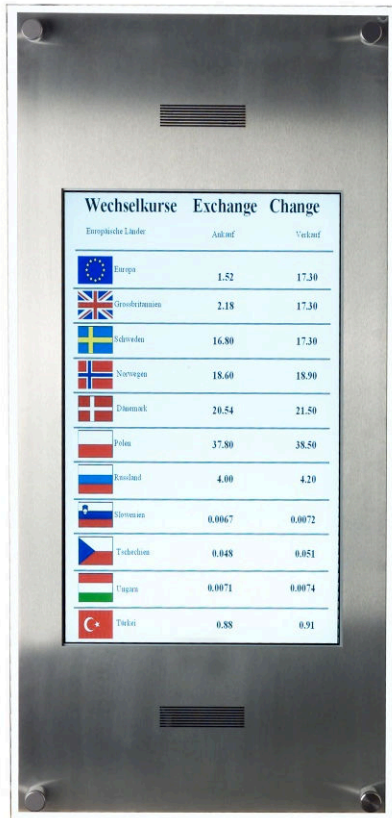 Wechselkurse Exchange Change
Europäische Länder Ankauf Verkauf
Europa 1.52 17.30
Grossbritannien 2.18 17.30
Schweden 16.80 17.30
Norwegen 18.60 18.90
Dänemark 20.54 21.50
Polen 37.80 38.50
Russland 4.00 4.20
Slovenien 0.0067 0.0072
Tschechien 0.048 0.051
Ungarn 0.0071 0.0074
Türkei 0.88 0.91